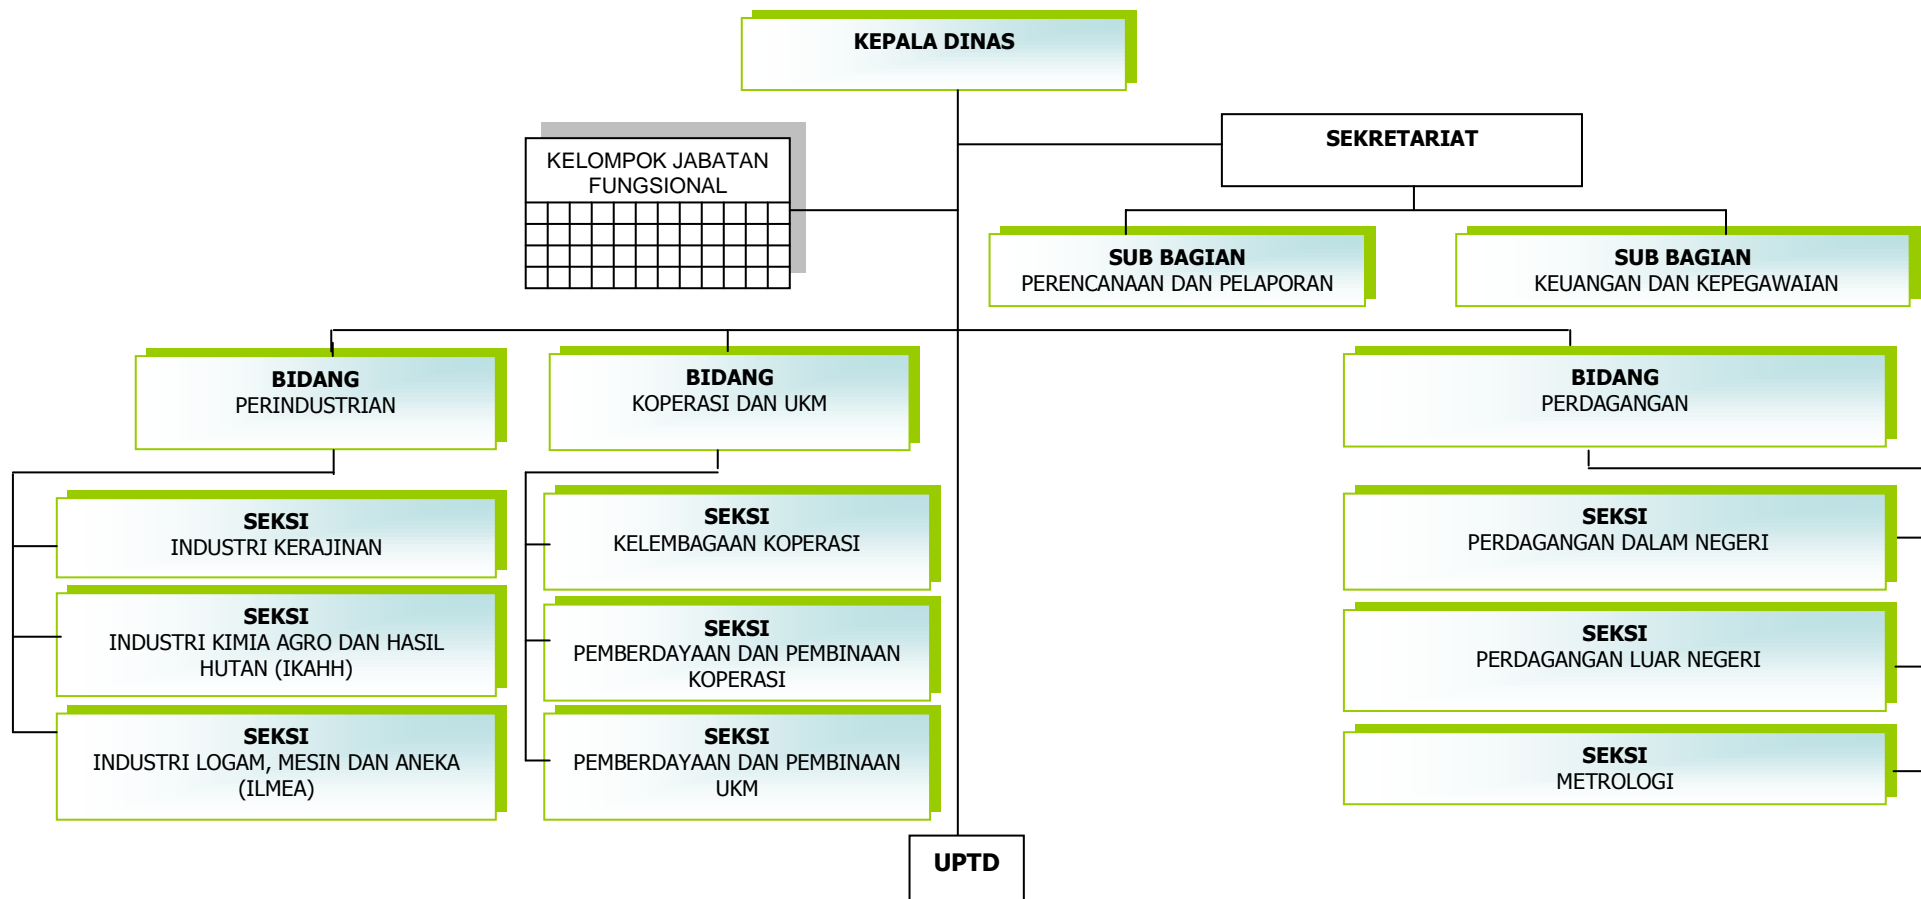 KEPALA DINAS
SEKRETARIAT
KELOMPOK JABATAN
FUNGSIONAL
SUB BAGIAN
PERENCANAAN DAN PELAPORAN
SUB BAGIAN
KEUANGAN DAN KEPEGAWAIAN
BIDANG
PERINDUSTRIAN
BIDANG
KOPERASI DAN UKM
BIDANG
PERDAGANGAN
SEKSI
INDUSTRI KERAJINAN
SEKSI
INDUSTRI KIMIA AGRO DAN HASIL
HUTAN (IKAHH)
SEKSI
INDUSTRI LOGAM, MESIN DAN ANEKA
(ILMEA)
SEKSI
KELEMBAGAAN KOPERASI
SEKSI
PEMBERDAYAAN DAN PEMBINAAN
KOPERASI
SEKSI
PEMBERDAYAAN DAN PEMBINAAN
UKM
SEKSI
PERDAGANGAN DALAM NEGERI
SEKSI
PERDAGANGAN LUAR NEGERI
SEKSI
METROLOGI
UPTD